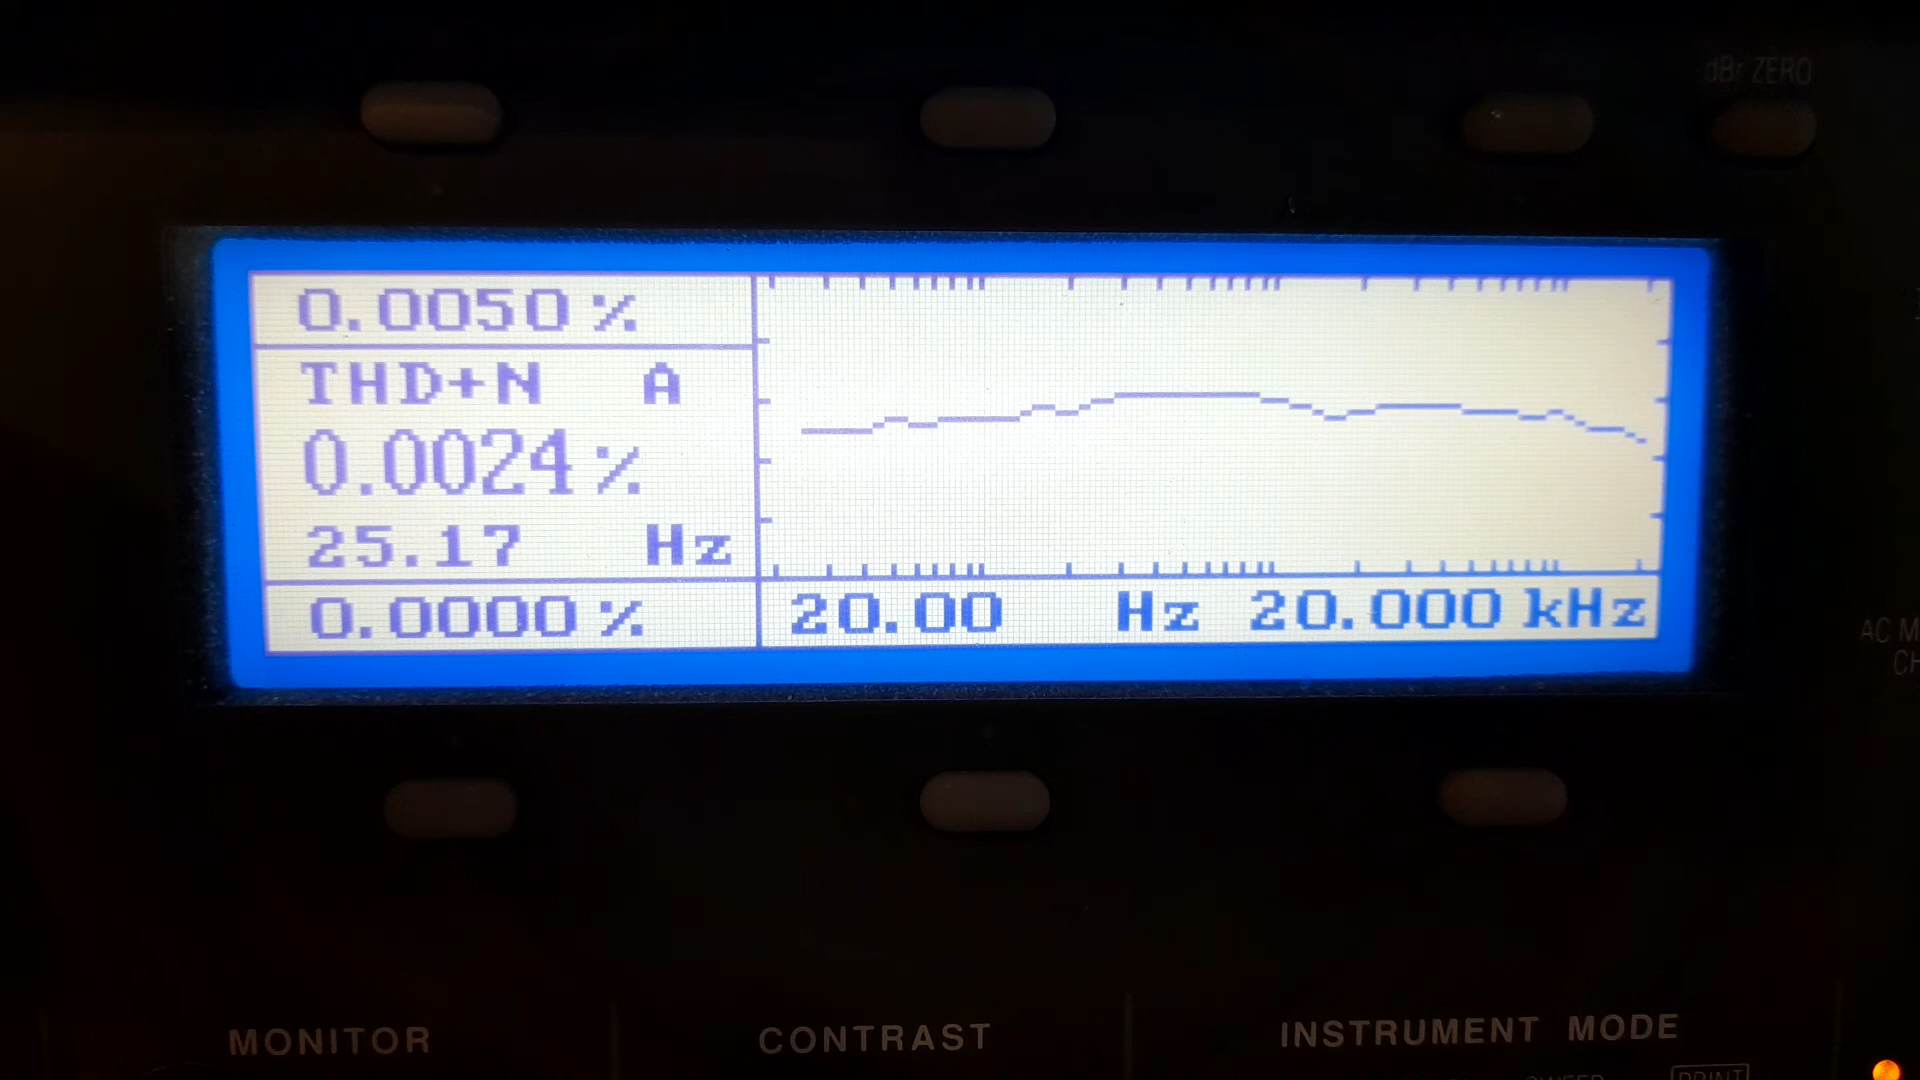 dBr ZERO
0.0050 %
THD+N A
0.0024 %
25.17 Hz
0.0000 % 20.00 Hz 20.000 kHz
AC M
CH
MONITOR CONTRAST INSTRUMENT MODE
SWEEP PRINT